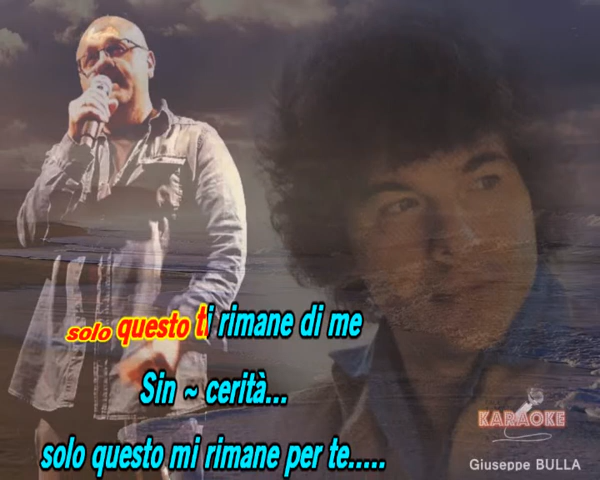 solo questo ti rimane di me
Sin ~ cerità...
solo questo mi rimane per te.....
KARAOKE
Giuseppe BULLA